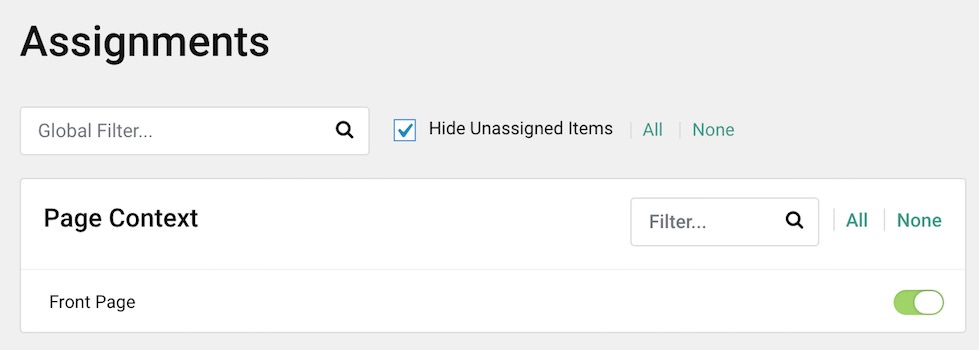 Assignments
Global Filter...
Hide Unassigned Items
All
None
Page Context
Filter...
All
None
Front Page